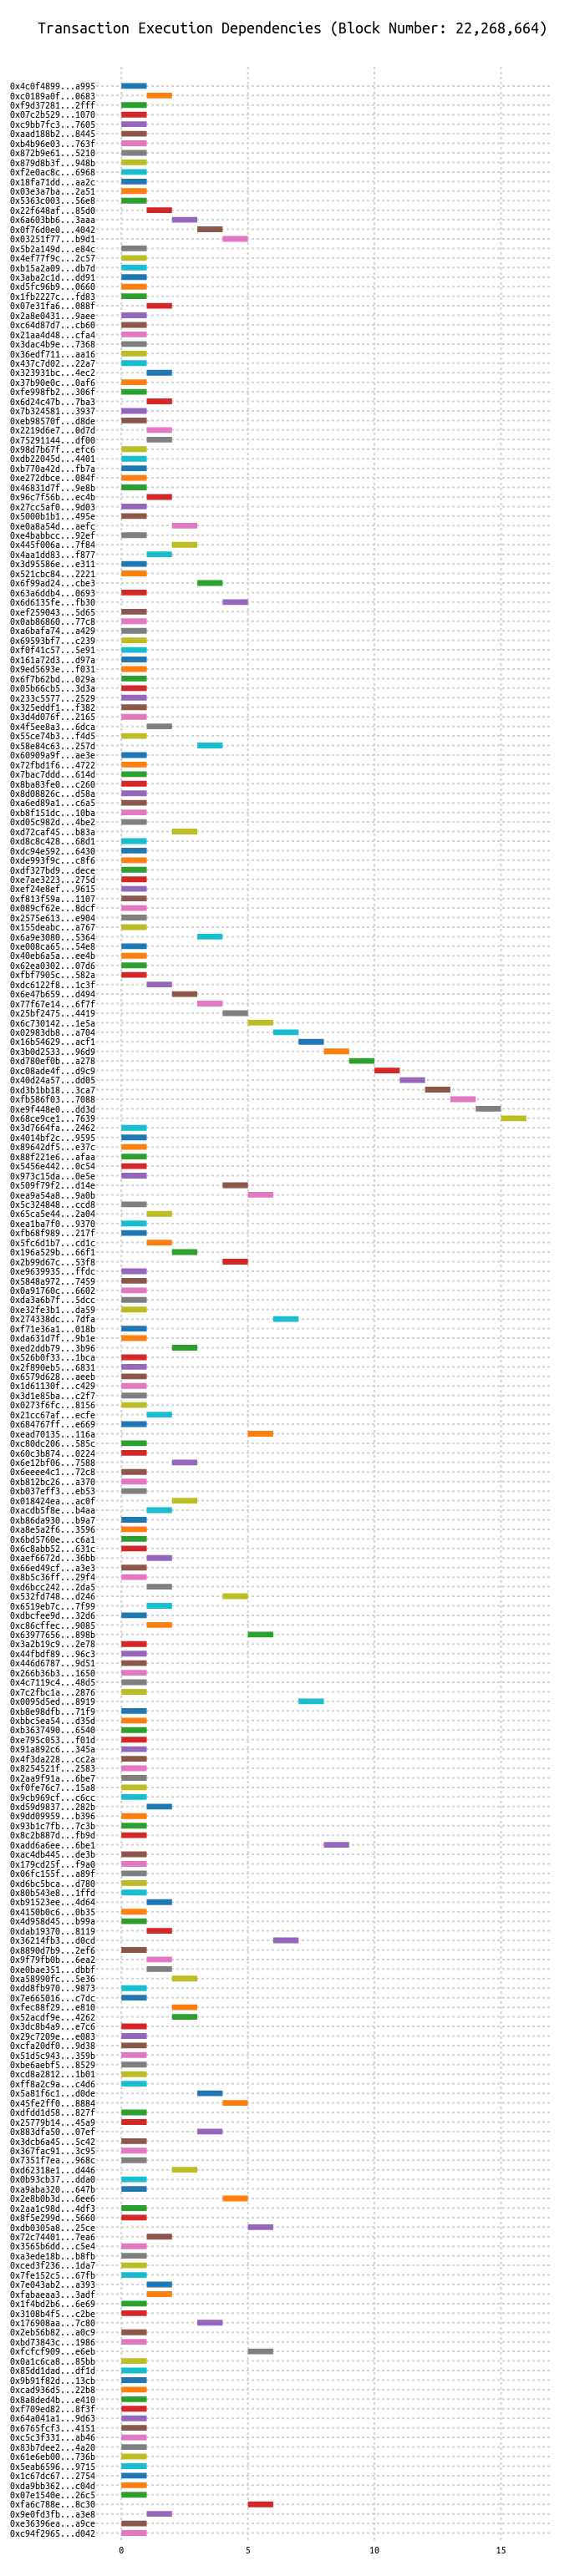 Transaction Execution Dependencies (Block Number: 22,268,664)
0x4c0f4899...a995
0xc0189a0f...0683
0xf9d37281...2fff
0x07c2b529...1070
0xc9bb7fc3...7605
0xaad188b2...8445
0xb4b96e03...763f
0x872b9e61...5210
0x879d8b3f...948b
0xf2e0ac8c...6968
0x18fa71dd...aa2c
0x03e3a7ba...2a51
0x5363c003...56e8
0x22f648af...85d0
0x6a603bb6...3aaa
0x0f76d0e0...4042
0x03251f77...b9d1
0x5b2a149d...e84c
0x4ef77f9c...2c57
0xb15a2a09...db7d
0x3aba2c1d...dd91
0xd5fc96b9...0660
0x1fb2227c...fd83
0x07e31fa6...088f
0x2a8e0431...9aee
0xc64d87d7...cb60
0x21aa4d48...cfa4
0x3dac4b9e...7368
0x36edf711...aa16
0x437c7d02...22a7
0x323931bc...4ec2
0x37b90e0c...0af6
0xfe998fb2...306f
0x6d24c47b...7ba3
0x7b324581...3937
0xeb98570f...d8de
0x2219d6e7...0d7d
0x75291144...df00
0x98d7b67f...efc6
0xdb22045d...4401
0xb770a42d...fb7a
0xe272dbce...084f
0x46831d7f...9e8b
0x96c7f56b...ec4b
0x27cc5af0...9d03
0x5000b1b1...495e
0xe0a8a54d...aefc
0xe4babbcc...92ef
0x445f006a...7f84
0x4aa1dd83...f877
0x3d95586e...e311
0x521cbc84...2221
0x6f99ad24...cbe3
0x63a6ddb4...0693
0x6d6135fe...fb30
0xef259043...5d65
0x0ab86860...77c8
0xa6bafa74...a429
0x69593bf7...c239
0xf0f41c57...5e91
0x161a72d3...d97a
0x9ed5693e...f031
0x6f7b62bd...029a
0x05b66cb5...3d3a
0x233c5577...2529
0x325eddf1...f382
0x3d4d076f...2165
0x4f5ee8a3...6dca
0x55ce74b3...f4d5
0x58e84c63...257d
0x60909a9f...ae3e
0x72fbd1f6...4722
0x7bac7ddd...614d
0x8ba83fe0...c260
0x8d08826c...d58a
0xa6ed89a1...c6a5
0xb8f151dc...10ba
0xd05c982d...4be2
0xd72caf45...b83a
0xd8c8c428...68d1
0xdc94e592...6430
0xde993f9c...c8f6
0xdf327bd9...dece
0xe7ae3223...275d
0xef24e8ef...9615
0xf813f59a...1107
0x089cf62e...8dcf
0x2575e613...e904
0x155deabc...a767
0x6a9e3080...5364
0xe008ca65...54e8
0x40eb6a5a...ee4b
0x62ea0302...07d6
0xfbf7905c...582a
0xdc6122f8...1c3f
0x6e47b659...d494
0x77f67e14...6f7f
0x25bf2475...4419
0x6c730142...1e5a
0x02983db8...a704
0x16b54629...acf1
0x3b0d2533...96d9
0xd780ef0b...a278
0xc08ade4f...d9c9
0x40d24a57...dd05
0xd3b1bb18...3ca7
0xfb586f03...7088
0xe9f448e0...dd3d
0x68ce9ce1...7639
0x3d7664fa...2462
0x4014bf2c...9595
0x89642df5...e37c
0x88f221e6...afaa
0x5456e442...0c54
0x973c15da...0e5e
0x509f79f2...d14e
0xea9a54a8...9a0b
0x5c324848...ccd8
0x65ca5e44...2a04
0xea1ba7f0...9370
0xfb68f989...217f
0x5fc6d1b7...cd1c
0x196a529b...66f1
0x2b99d67c...53f8
0xe9639935...ffdc
0x5848a972...7459
0x0a91760c...6602
0xda3a6b7f...5dcc
0xe32fe3b1...da59
0x274338dc...7dfa
0xf71e36a1...018b
0xda631d7f...9b1e
0xed2ddb79...3b96
0x526b0f33...1bca
0x2f890eb5...6831
0x6579d628...aeeb
0x1d61130f...c429
0x3d1e85ba...c2f7
0x0273f6fc...8156
0x21cc67af...ecfe
0x684767ff...e669
0xead70135...116a
0xc80dc206...585c
0x60c3b874...0224
0x6e12bf06...7588
0x6eeee4c1...72c8
0xb812bc26...a370
0xb037eff3...eb53
0x018424ea...ac0f
0xacdb5f8e...b4aa
0xb86da930...b9a7
0xa8e5a2f6...3596
0x6bd5760e...c6a1
0x6c8abb52...631c
0xaef6672d...36bb
0x66ed49cf...a3e3
0x8b5c36ff...29f4
0xd6bcc242...2da5
0x532fd748...d246
0x6519eb7c...7f99
0xdbcfee9d...32d6
0xc86cffec...9085
0x63977656...898b
0x3a2b19c9...2e78
0x44fbdf89...96c3
0x446d6787...9d51
0x266b36b3...1650
0x4c7119c4...48d5
0x7c2fbc1a...2876
0x0095d5ed...8919
0xb8e98dfb...71f9
0xbbc5ea54...d35d
0xb3637490...6540
0xe795c053...f01d
0x91a892c6...345a
0x4f3da228...cc2a
0x8254521f...2583
0x2aa9f91a...6be7
0xf0fe76c7...15a8
0x9cb969cf...c6cc
0xd59d9837...282b
0x9dd09959...b396
0x93b1c7fb...7c3b
0x8c2b887d...fb9d
0xadd6a6ee...6be1
0xac4db445...de3b
0x179cd25f...f9a0
0x06fc155f...a89f
0xd6bc5bca...d780
0x80b543e8...1ffd
0xb91523ee...4d64
0x4150b0c6...0b35
0x4d958d45...b99a
0xdab19370...8119
0x36214fb3...d0cd
0x8890d7b9...2ef6
0x9f79fb0b...6ea2
0xe0bae351...dbbf
0xa58990fc...5e36
0xdd8fb970...9873
0x7e665016...c7dc
0xfec88f29...e810
0x52acdf9e...4262
0x3dc8b4a9...e7c6
0x29c7209e...e083
0xcfa20df0...9d38
0x51d5c943...359b
0xbe6aebf5...8529
0xcd8a2812...1b01
0xff8a2c9a...c4d6
0x5a81f6c1...d0de
0x45fe2ff0...8884
0xdfdd1d58...827f
0x25779b14...45a9
0x883dfa50...07ef
0x3dcb6a45...5c42
0x367fac91...3c95
0x7351f7ea...968c
0xd62318e1...d446
0x0b93cb37...dda0
0xa9aba320...647b
0x2e8b0b3d...6ee6
0x2aa1c98d...4df3
0x8f5e299d...5660
0xdb0305a8...25ce
0x72c74401...7ea6
0x3565b6dd...c5e4
0xa3ede18b...b8fb
0xced3f236...1da7
0x7fe152c5...67fb
0x7e043ab2...a393
0xfabaeaa3...3adf
0x1f4bd2b6...6e69
0x3108b4f5...c2be
0x176908aa...7c80
0x2eb56b82...a0c9
0xbd73843c...1986
0xfcfcf909...e6eb
0x0a1c6ca8...85bb
0x85dd1dad...df1d
0x9b91f82d...13cb
0xcad936d5...22b8
0x8a8ded4b...e410
0xf709ed82...8f3f
0x64a041a1...9d63
0x6765fcf3...4151
0xc5c3f331...ab46
0x83b7dee2...4a20
0x61e6eb00...736b
0x5eab6596...9715
0x1c67dc67...2754
0xda9bb362...c04d
0x07e1540e...26c5
0xfa6c788e...8c30
0x9e0fd3fb...a3e8
0xe36396ea...a9ce
0xc94f2965...d042
0 5 10 15